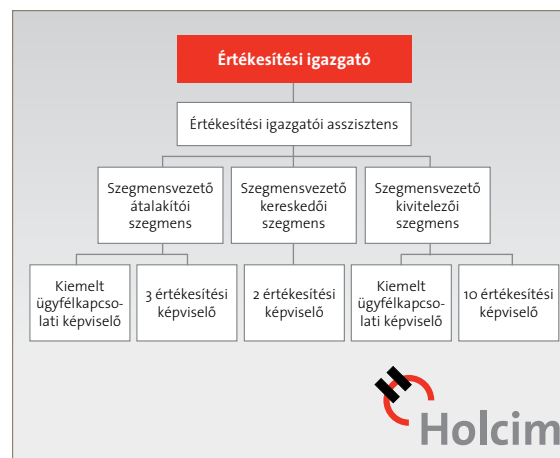 Értékesítési igazgató
Értékesítési igazgatói asszisztens
Szegmensvezető
átalakítói
szegmens
Szegmensvezető
kereskedői
szegmens
Szegmensvezető
kivitelezői
szegmens
Kiemelt
ügyfélkapcso-
lati képviselő
3 értékesítési
képviselő
2 értékesítési
képviselő
Kiemelt
ügyfélkapcso-
lati képviselő
10 értékesítési
képviselő
Holcim